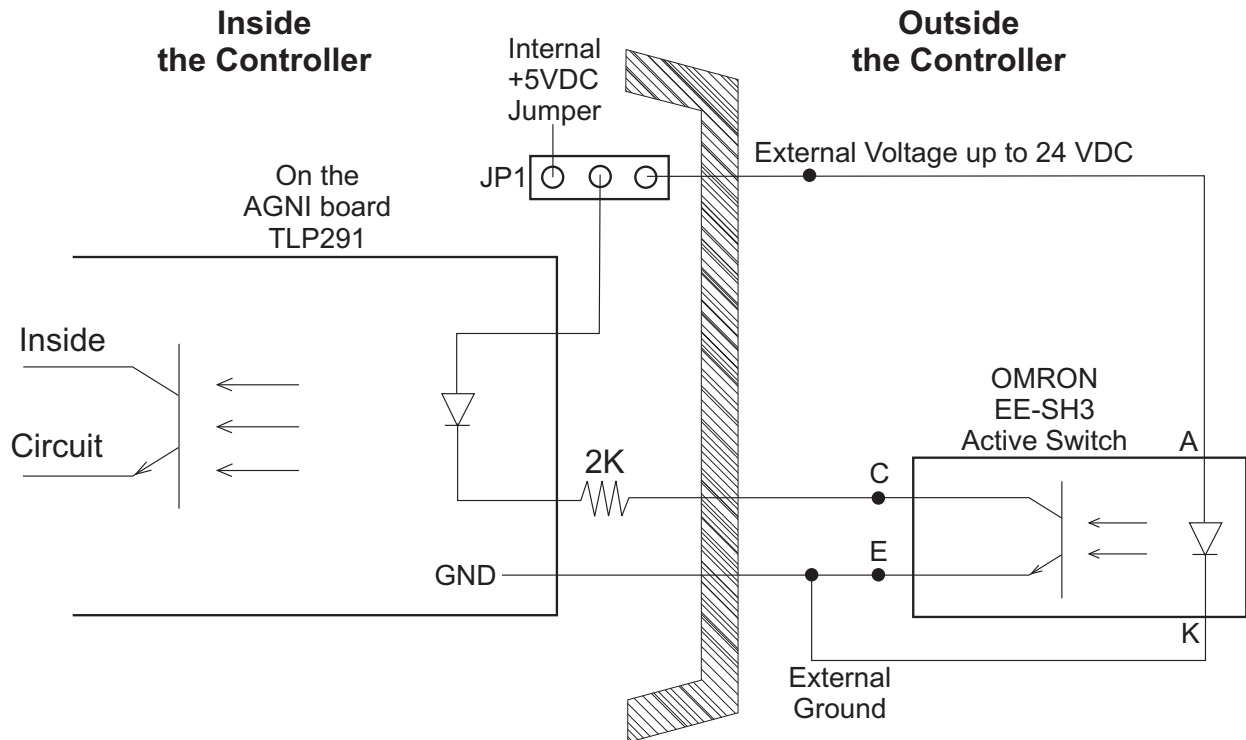 Inside
the Controller
Outside
the Controller
Internal
+5VDC
Jumper
JP1
External Voltage up to 24 VDC
On the
AGNI board
TLP291
Inside
Circuit
2K
GND
OMRON
EE-SH3
Active Switch
A
C
E
K
External
Ground